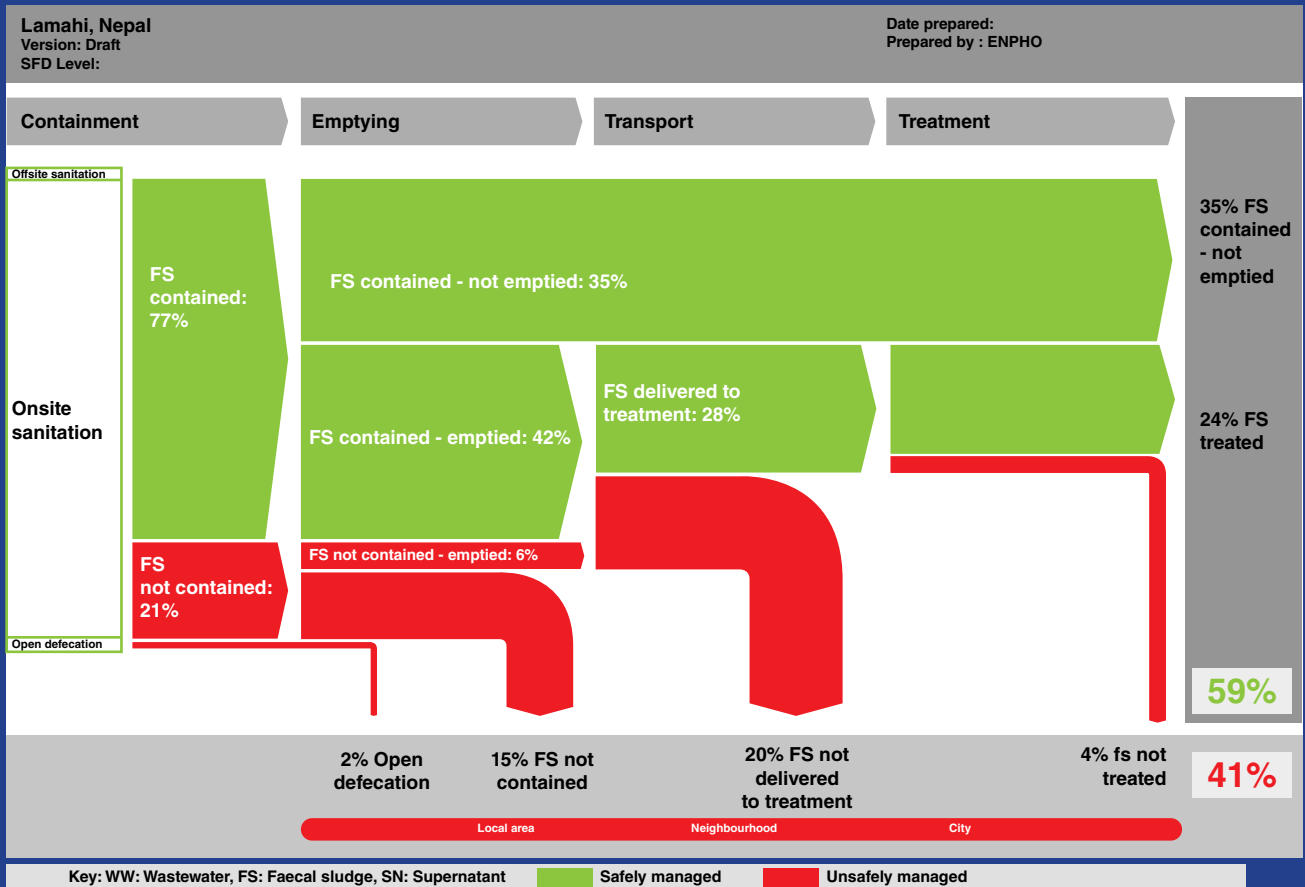 Lamahi, Nepal
Version: Draft
SFD Level:
Date prepared:
Prepared by : ENPHO
Containment
Emptying
Transport
Treatment
Offsite sanitation
Onsite
sanitation
Open defecation
FS
contained:
77%
FS
not contained:
21%
FS contained - not emptied: 35%
FS contained - emptied: 42%
FS not contained - emptied: 6%
FS delivered to
treatment: 28%
35% FS
contained
- not
emptied
24% FS
treated
59%
2% Open
defecation
15% FS not
contained
20% FS not
delivered
to treatment
4% fs not
treated
41%
Local area
Neighbourhood
City
Key: WW: Wastewater, FS: Faecal sludge, SN: Supernatant
Safely managed
Unsafely managed